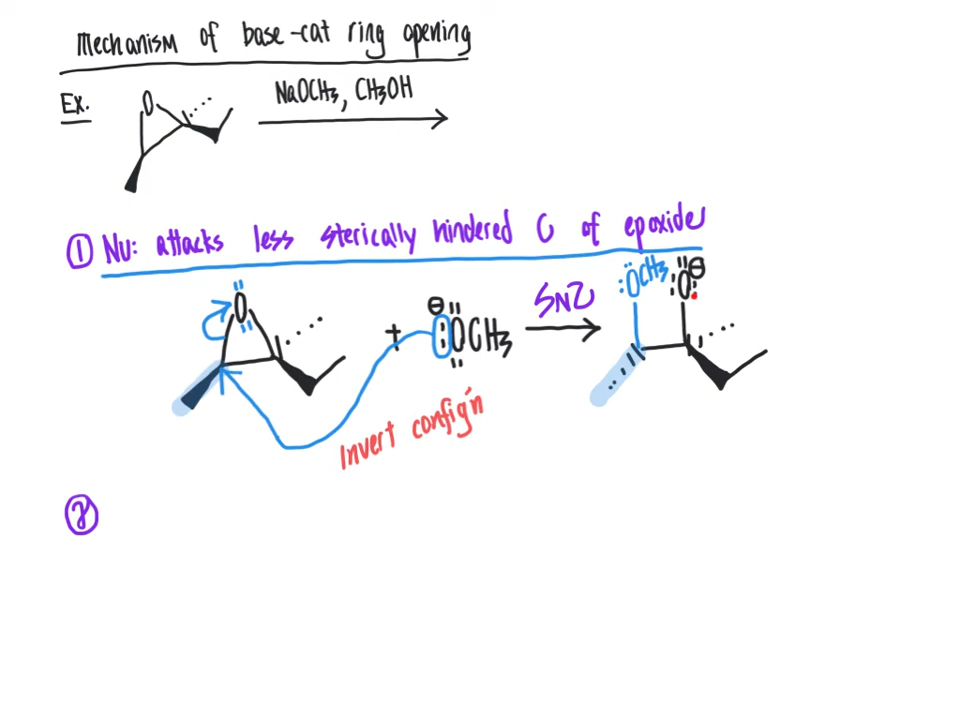 Mechanism of base-cat ring opening
Ex. O NaOCH3, CH3OH
① Nu: attacks less sterically hindered C of epoxide
:ÖCH3 :Ö:⊖
O + ⊖:OCH3 SN2
Invert config'n
②